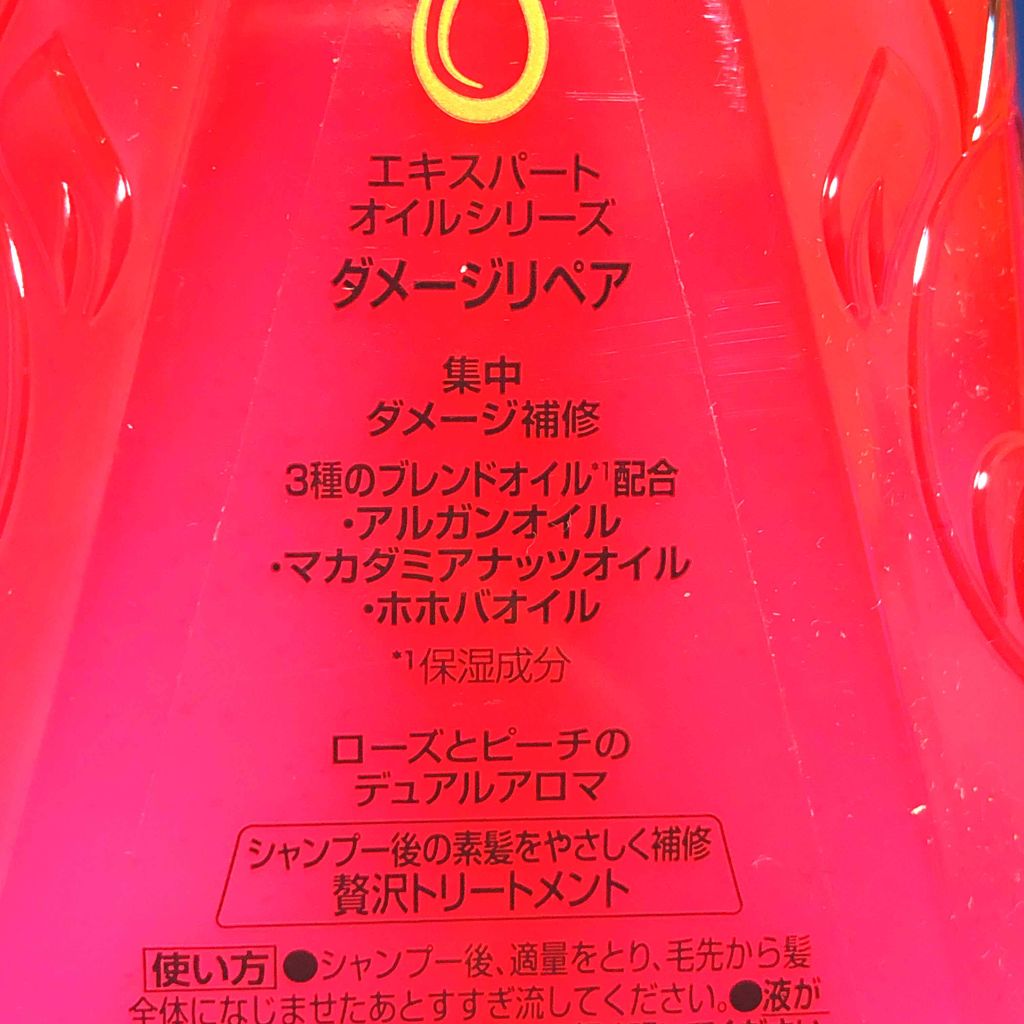 エキスパート
オイルシリーズ
ダメージリペア
集中
ダメージ補修
3種のブレンドオイル*1配合
・アルガンオイル
・マカダミアナッツオイル
・ホホバオイル
*1保湿成分
ローズとピーチの
デュアルアロマ
シャンプー後の素髪をやさしく補修
贅沢トリートメント
使い方 ●シャンプー後、適量をとり、毛先から髪
全体になじませたあとすすぎ流してください。●液が